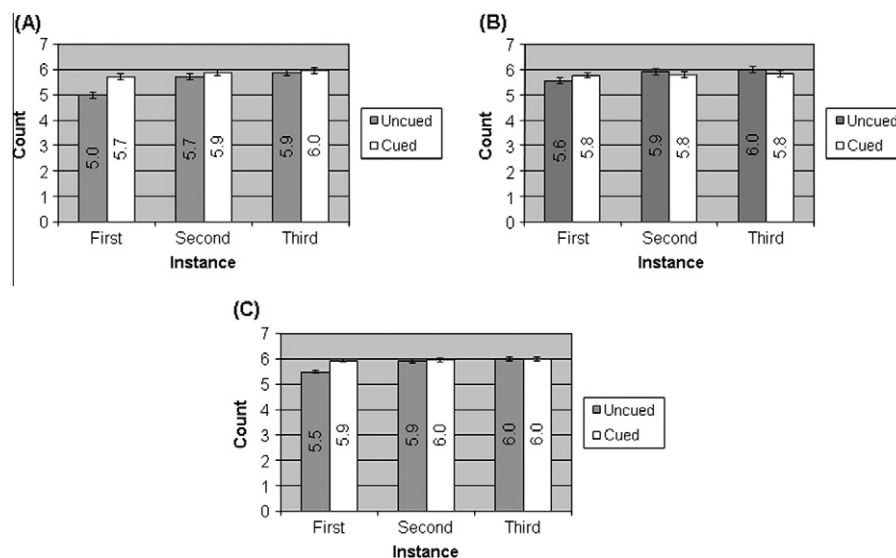 (A)
7
6
5
4
3
2
1
0
Count
5.0
5.7
5.7
5.9
5.9
6.0
First Second Third
Instance
Uncued
Cued
(B)
7
6
5
4
3
2
1
0
Count
5.6
5.8
5.9
5.8
6.0
5.8
First Second Third
Instance
Uncued
Cued
(C)
7
6
5
4
3
2
1
0
Count
5.5
5.9
5.9
6.0
6.0
6.0
First Second Third
Instance
Uncued
Cued